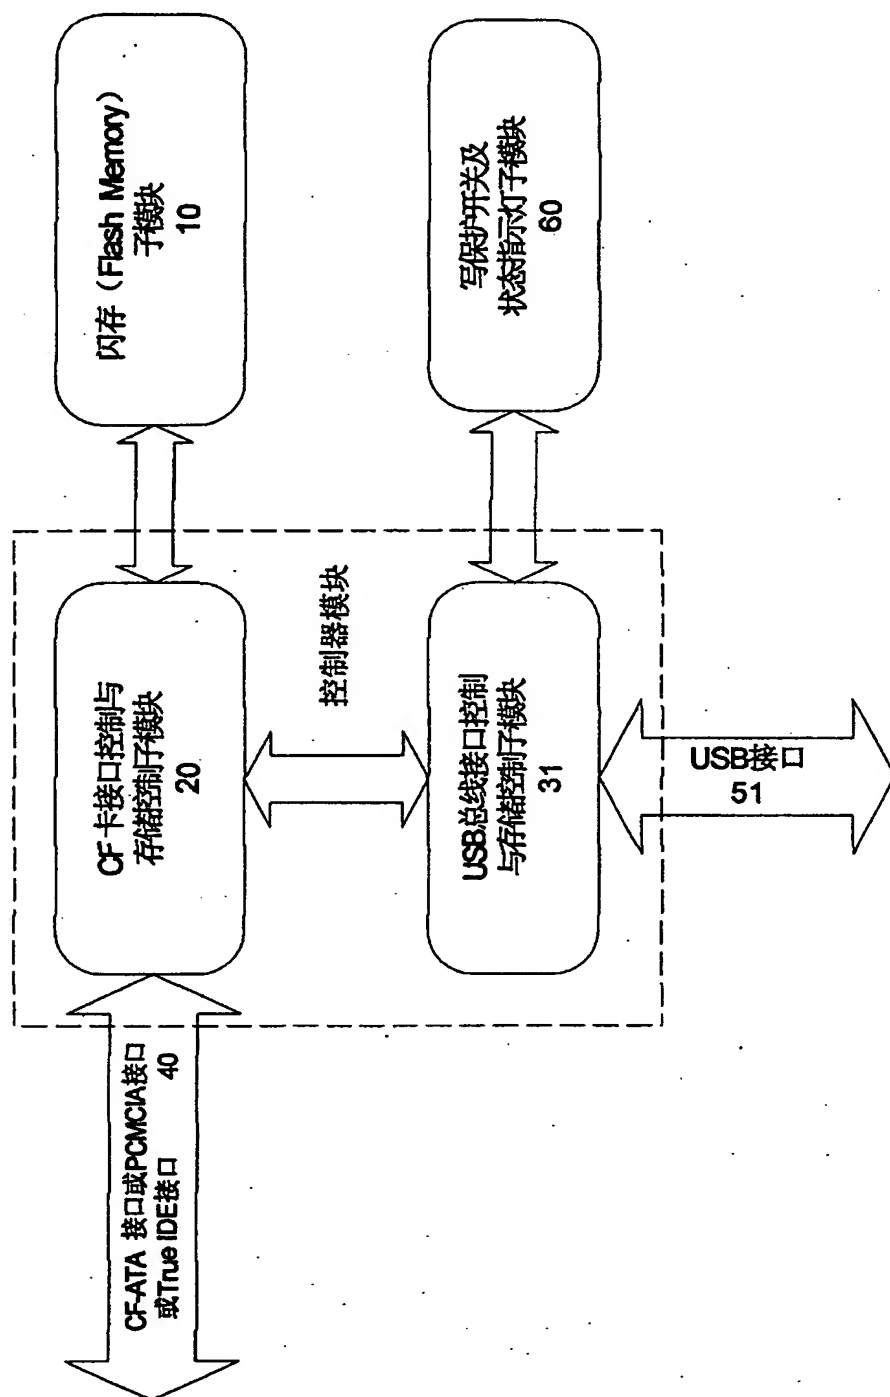 闪存（Flash Memory）
子模块
10
写保护开关及
状态指示灯子模块
60
CF 卡接口控制与
存储控制子模块
20
控制器模块
USB总线接口控制
与存储控制子模块
31
CF-ATA 接口或PCMCIA接口
或True IDE接口 40
USB接口
51